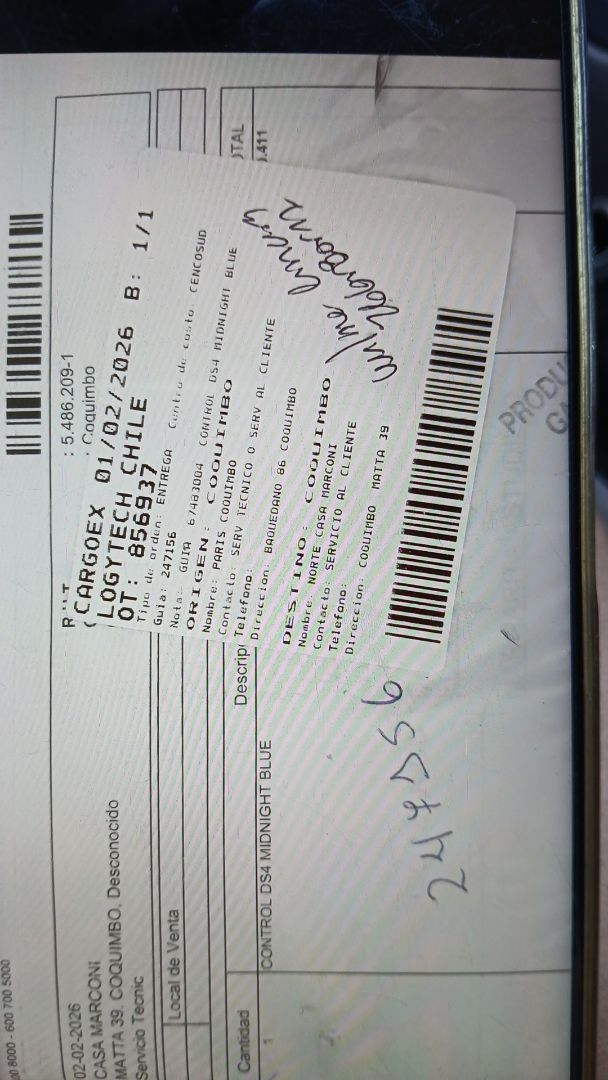 00 8000 - 600 700 5000
02-02-2026
CASA MARCONI
MATTA 39, COQUIMBO, Desconocido
Servicio Tecnic
: 5.486.209-1
: Coquimbo
Local de Venta
Cantidad
Descrip
OTAL
1
CONTROL DS4 MIDNIGHT BLUE
.411
CARGOEX 01/02/2026 B: 1/1
LOGYTECH CHILE
OT: 856937
Tipo de orden: ENTREGA Centro de costo: CENCOSUD
Guia: 247156
Nota: GUIA 67483004 CONTROL DS4 MIDNIGHT BLUE
ORIGEN : COQUIMBO
Nombre: PARIS COQUIMBO
Contacto: SERV TECNICO O SERV AL CLIENTE
Telefono:
Direccion: BAQUEDANO 86 COQUIMBO
DESTINO : COQUIMBO
Nombre: NORTE CASA MARCONI
Contacto: SERVICIO AL CLIENTE
Telefono:
Direccion: COQUIMBO MATTA 39
PRODU
GA